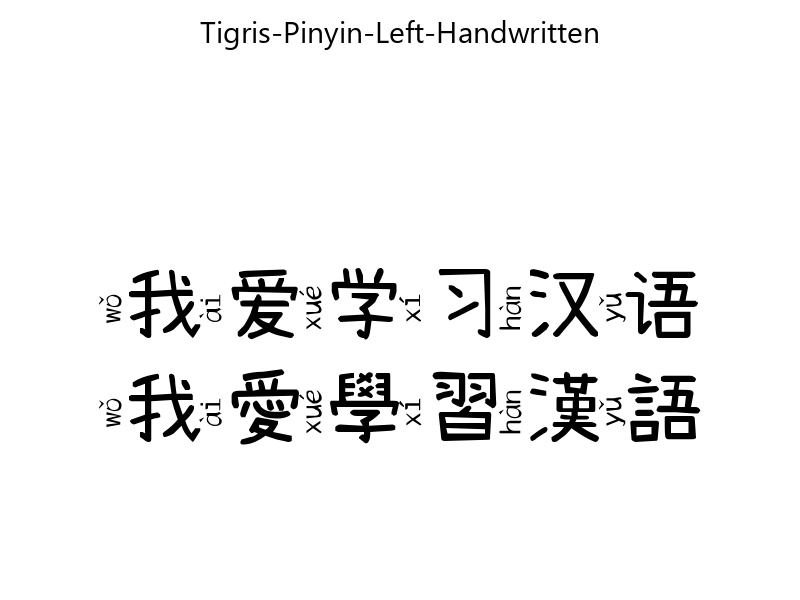 Tigris-Pinyin-Left-Handwritten
wǒ 我 ài 爱 xué 学 xí 习 hàn 汉 yǔ 语
wǒ 我 ài 愛 xué 學 xí 習 hàn 漢 yǔ 語